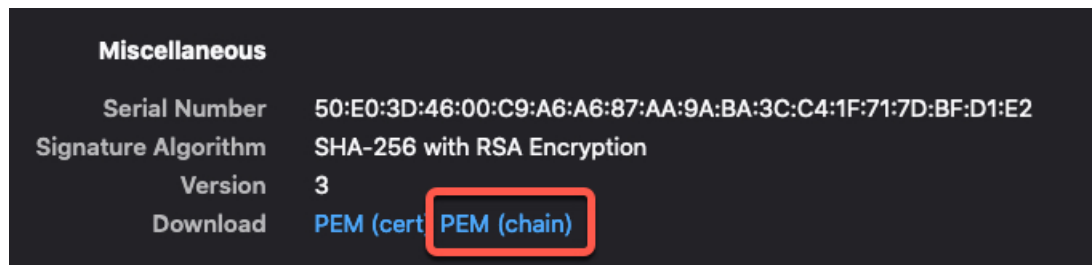 Miscellaneous
Serial Number 50:E0:3D:46:00:C9:A6:A6:87:AA:9A:BA:3C:C4:1F:71:7D:BF:D1:E2
Signature Algorithm SHA-256 with RSA Encryption
Version 3
Download PEM (cert) PEM (chain)